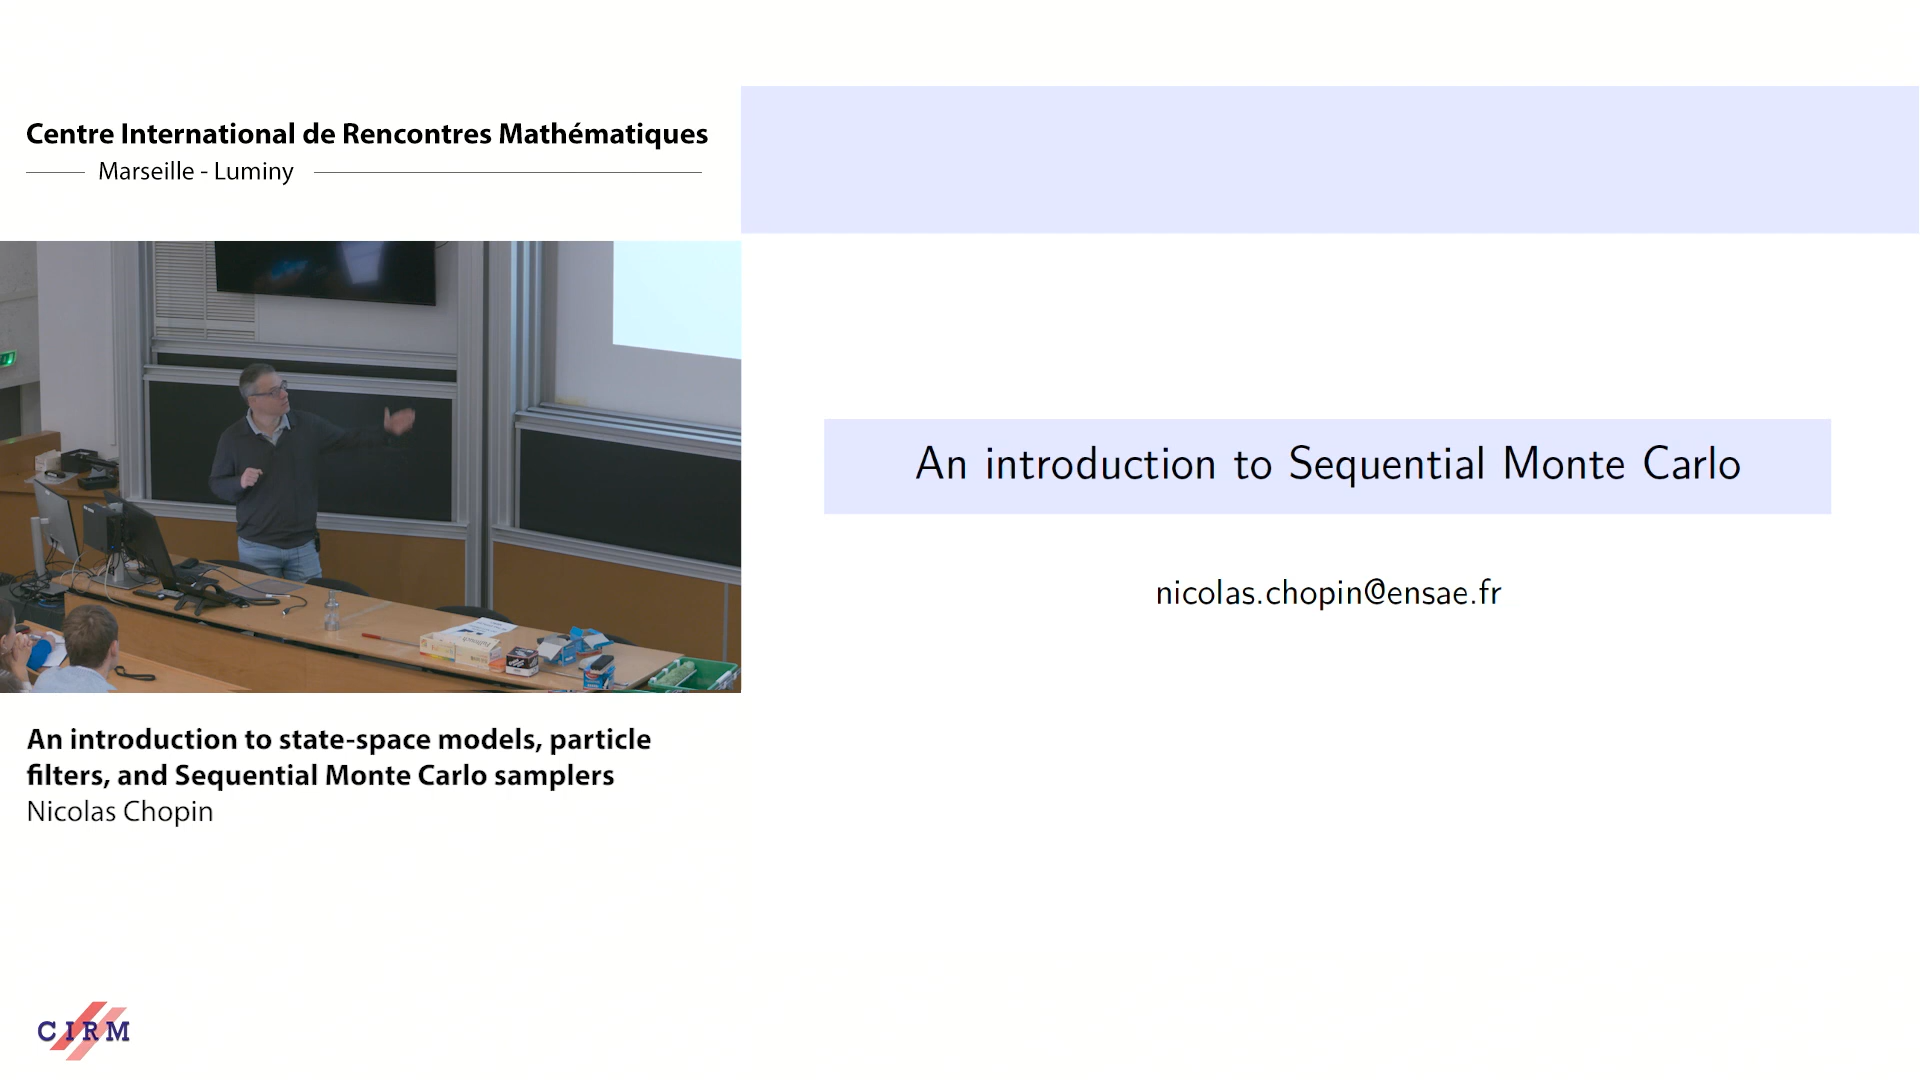 Centre International de Rencontres Mathématiques
Marseille - Luminy
An introduction to Sequential Monte Carlo
nicolas.chopin@ensae.fr
An introduction to state-space models, particle
filters, and Sequential Monte Carlo samplers
Nicolas Chopin
CIRM